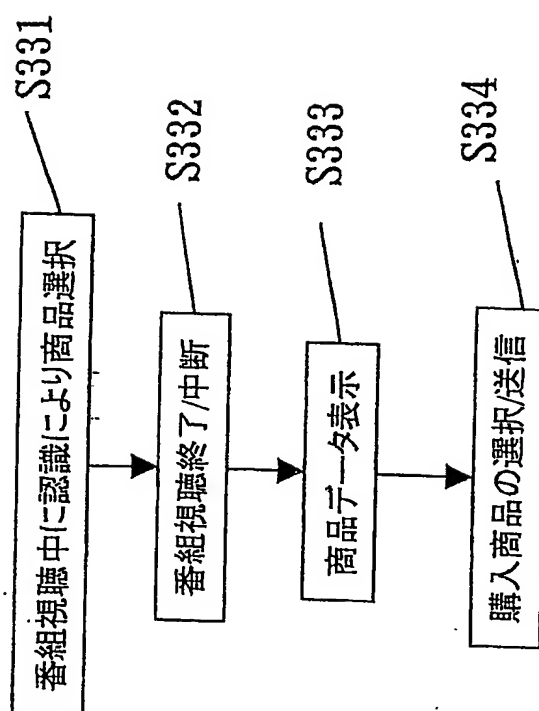 S331
番組視聴中に認識により商品選択
S332
番組視聴終了/中断
S333
商品データ表示
S334
購入商品の選択/送信